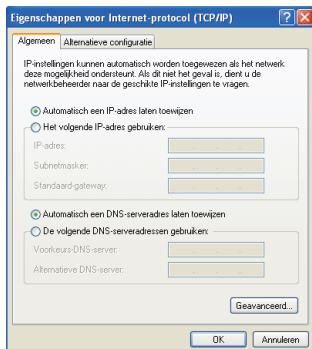 Eigenschappen voor Internet-protocol (TCP/IP)
Algemeen
Alternatieve configuratie
IP-instellingen kunnen automatisch worden toegewezen als het netwerk
deze mogelijkheid ondersteunt. Als dit niet het geval is, dient u de
netwerkbeheerder naar de geschikte IP-instellingen te vragen.
Automatisch een IP-adres laten toewijzen
Het volgende IP-adres gebruiken:
IP-adres:
Subnetmasker:
Standaard-gateway:
Automatisch een DNS-serveradres laten toewijzen
De volgende DNS-serveradressen gebruiken:
Voorkeurs-DNS-server:
Alternatieve DNS-server:
Geavanceerd...
OK
Annuleren